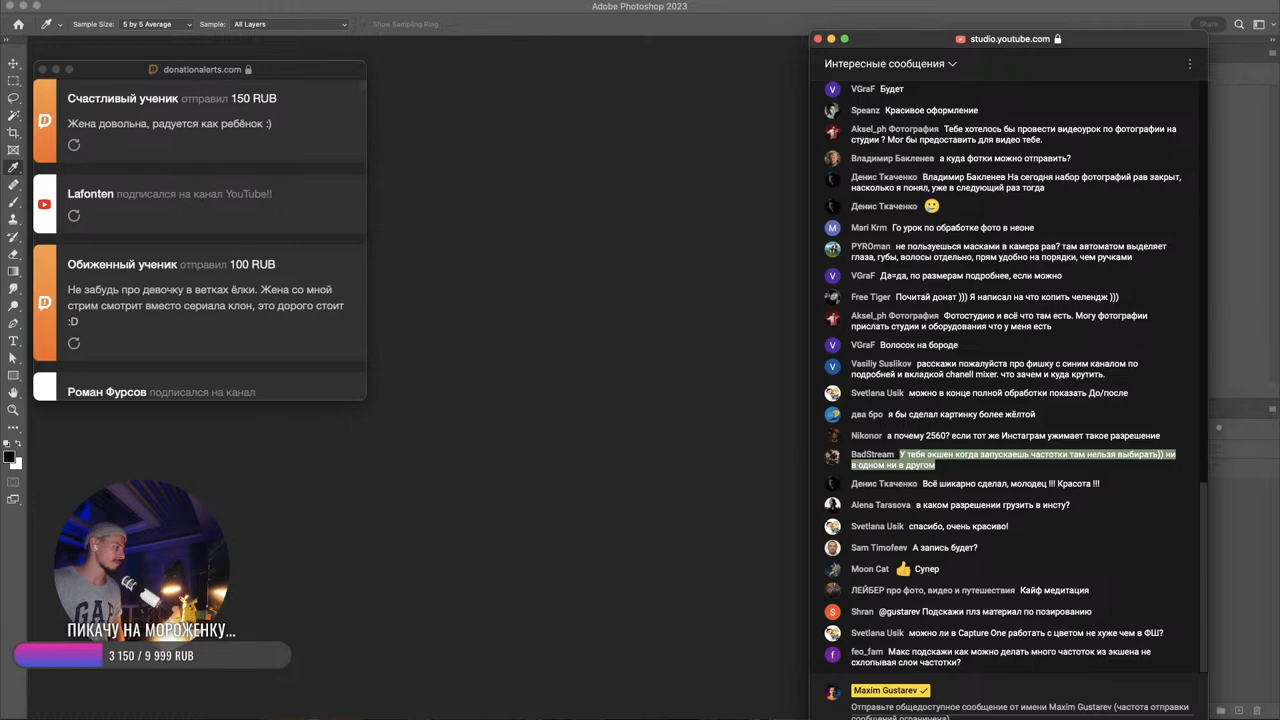 Adobe Photoshop 2023
Sample Size:
5 by 5 Average
Sample:
All Layers
Show Sampling Ring
Share
donationalerts.com
Счастливый ученик отправил 150 RUB
Жена довольна, радуется как ребёнок :)
Lafonten подписался на канал YouTube!!
Обиженный ученик отправил 100 RUB
Не забудь про девочку в ветках ёлки. Жена со мной
стрим смотрит вместо сериала клон, это дорого стоит
:D
Роман Фурсов подписался на канал
ПИКАЧУ НА МОРОЖЕНКУ...
3 150 / 9 999 RUB
studio.youtube.com
Интересные сообщения
VGraF Будет
Speanz Красивое оформление
Aksel_ph Фотография Тебе хотелось бы провести видеоурок по фотографии на
студии ? Мог бы предоставить для видео тебе.
Владимир Бакленев а куда фотки можно отправить?
Денис Ткаченко Владимир Бакленев На сегодня набор фотографий рав закрыт,
насколько я понял, уже в следующий раз тогда
Денис Ткаченко 🥲
Mari Krm Го урок по обработке фото в неоне
PYROman не пользуешься масками в камера рав? там автоматом выделяет
глаза, губы, волосы отдельно, прям удобно на порядки, чем ручками
VGraF Да=да, по размерам подробнее, если можно
Free Tiger Почитай донат ))) Я написал на что копить челендж )))
Aksel_ph Фотография Фотостудию и всё что там есть. Могу фотографии
прислать студии и оборудования что у меня есть
VGraF Волосок на бороде
Vasiliy Suslikov расскажи пожалуйста про фишку с синим каналом по
подробней и вкладкой chanell mixer. что зачем и куда крутить.
Svetlana Usik можно в конце полной обработки показать До/после
два бро я бы сделал картинку более жёлтой
Nikonor а почему 2560? если тот же Инстаграм ужимает такое разрешение
BadStream У тебя экшен когда запускаешь частотки там нельзя выбирать)) ни
в одном ни в другом
Денис Ткаченко Всё шикарно сделал, молодец !!! Красота !!!
Alena Tarasova в каком разрешении грузить в инсту?
Svetlana Usik спасибо, очень красиво!
Sam Timofeev А запись будет?
Moon Cat 👍 Супер
ЛЕЙБЕР про фото, видео и путешествия Кайф медитация
Shran @gustarev Подскажи плз материал по позированию
Svetlana Usik можно ли в Capture One работать с цветом не хуже чем в ФШ?
feo_fam Макс подскажи как можно делать много частоток из экшена не
схлопывая слои частотки?
Maxim Gustarev
Отправьте общедоступное сообщение от имени Maxim Gustarev (частота отправки
сообщений ограничена)